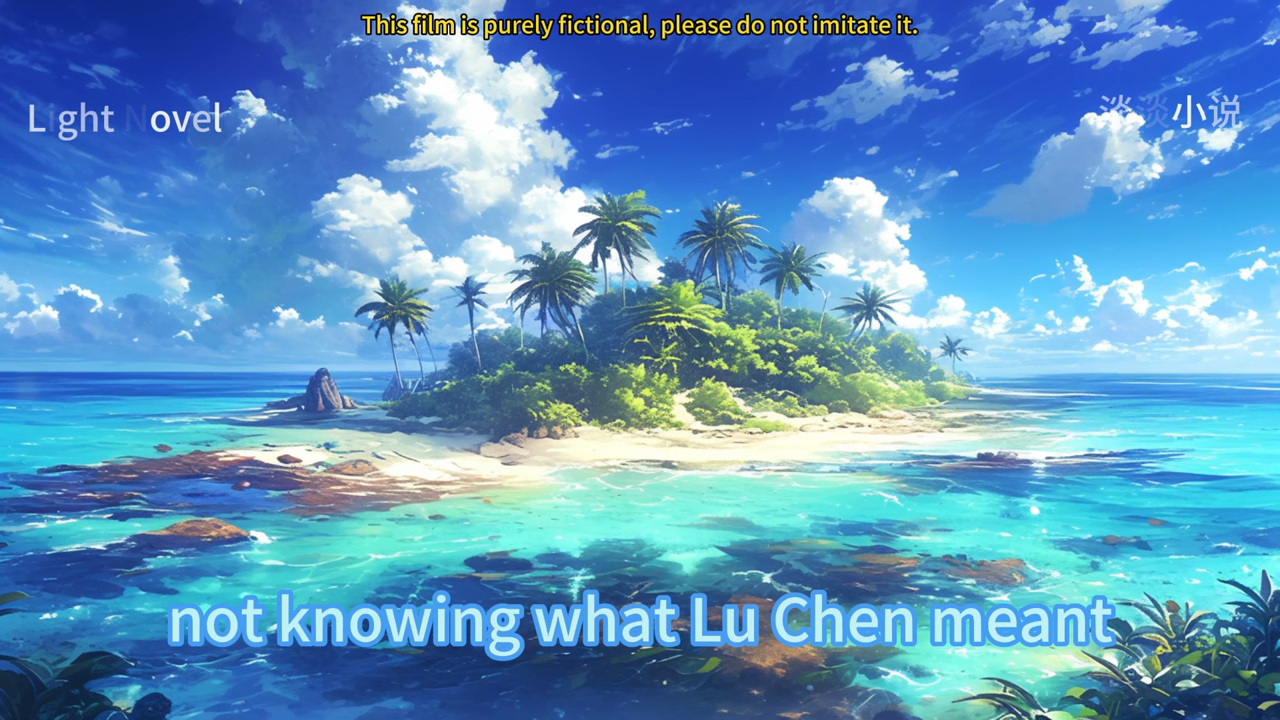 This film is purely fictional, please do not imitate it.
Light Novel
淡淡小说
not knowing what Lu Chen meant